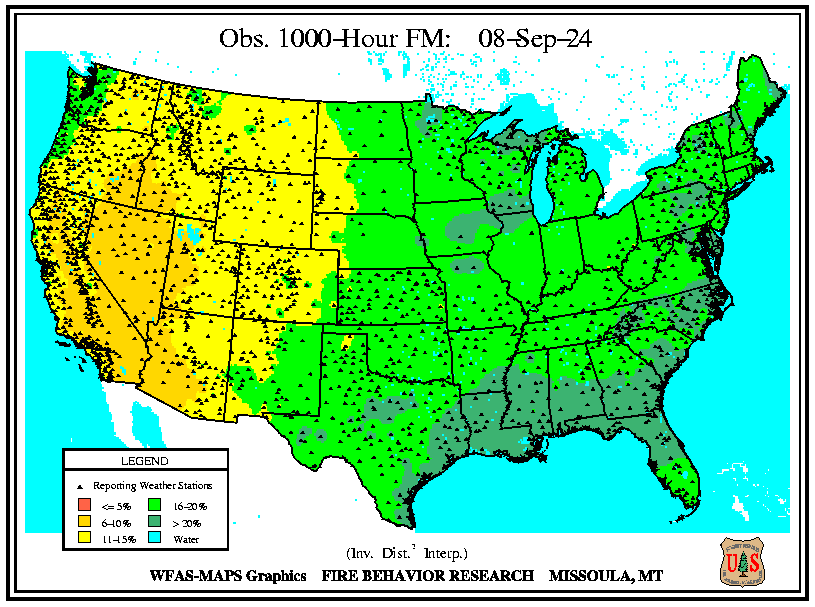 Obs. 1000-Hour FM: 08-Sep-24
LEGEND
Reporting Weather Stations
<= 5%
16-20%
6-10%
> 20%
11-15%
Water
(Inv. Dist.² Interp.)
WFAS-MAPS Graphics FIRE BEHAVIOR RESEARCH MISSOULA, MT
U S